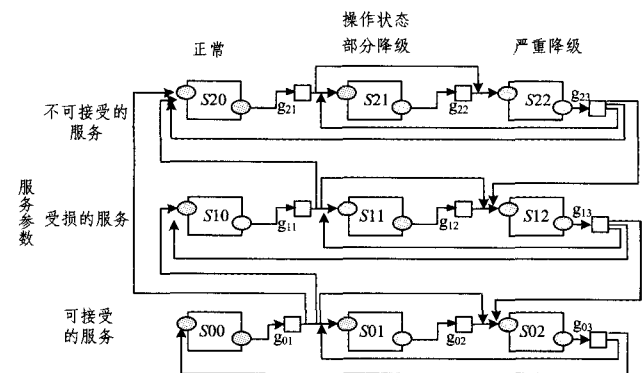 操作状态
正常 部分降级 严重降级
S20 S21 S22
g21 g22 g23
不可接受的
服务
服务参数
受损的服务
S10 S11 S12
g11 g12 g13
可接受
的服务
S00 S01 S02
g01 g02 g03